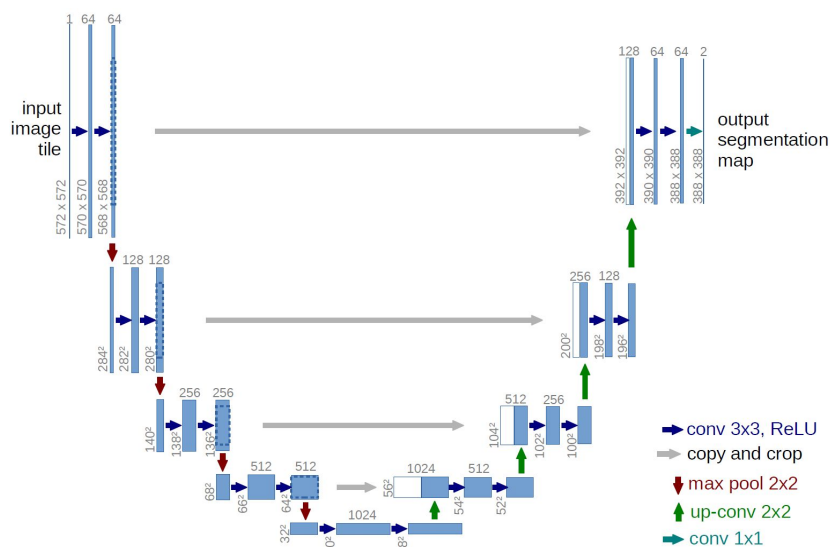 1 64 64
input
image
tile
572 x 572
570 x 570
568 x 568
128 64 64 2
output
segmentation
map
392 x 392
390 x 390
388 x 388
388 x 388
128 128
284²
282²
280²
256 128
200²
198²
196²
256 256
140²
138²
136²
512 256
104²
102²
100²
512 512
68²
66²
64²
1024 512
56²
54²
52²
1024
32²
conv 3x3, ReLU
copy and crop
max pool 2x2
up-conv 2x2
conv 1x1